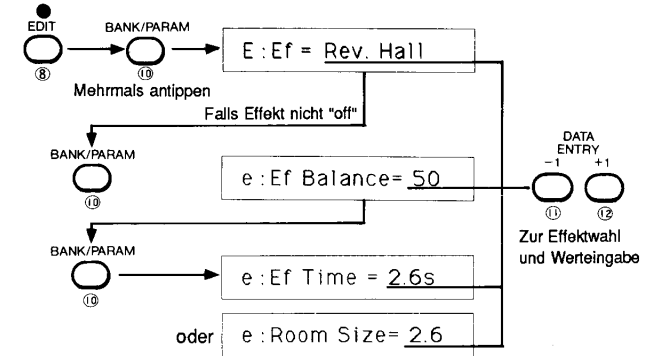 EDIT
BANK/PARAM
⑧
⑩
E:Ef = Rev. Hall
Mehrmals antippen
Falls Effekt nicht "off"
BANK/PARAM
⑩
e:Ef Balance= 50
DATA
ENTRY
-1 +1
⑪ ⑫
Zur Effektwahl
und Werteingabe
BANK/PARAM
⑩
e:Ef Time = 2.6s
oder
e:Room Size= 2.6